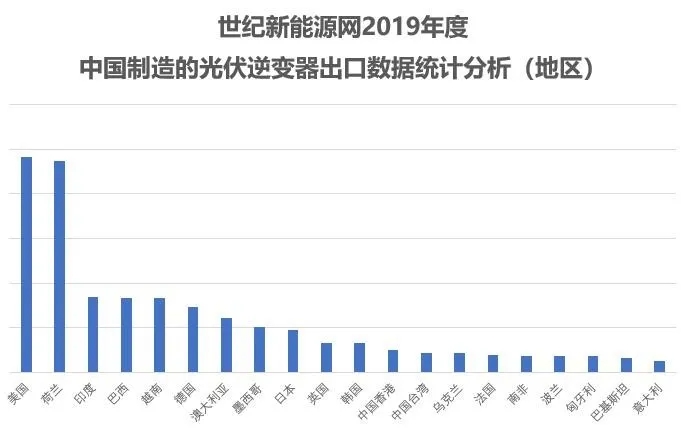 世纪新能源网2019年度
中国制造的光伏逆变器出口数据统计分析（地区）
美国
荷兰
印度
巴西
越南
德国
澳大利亚
墨西哥
日本
英国
韩国
中国香港
中国台湾
乌克兰
法国
南非
波兰
匈牙利
巴基斯坦
意大利